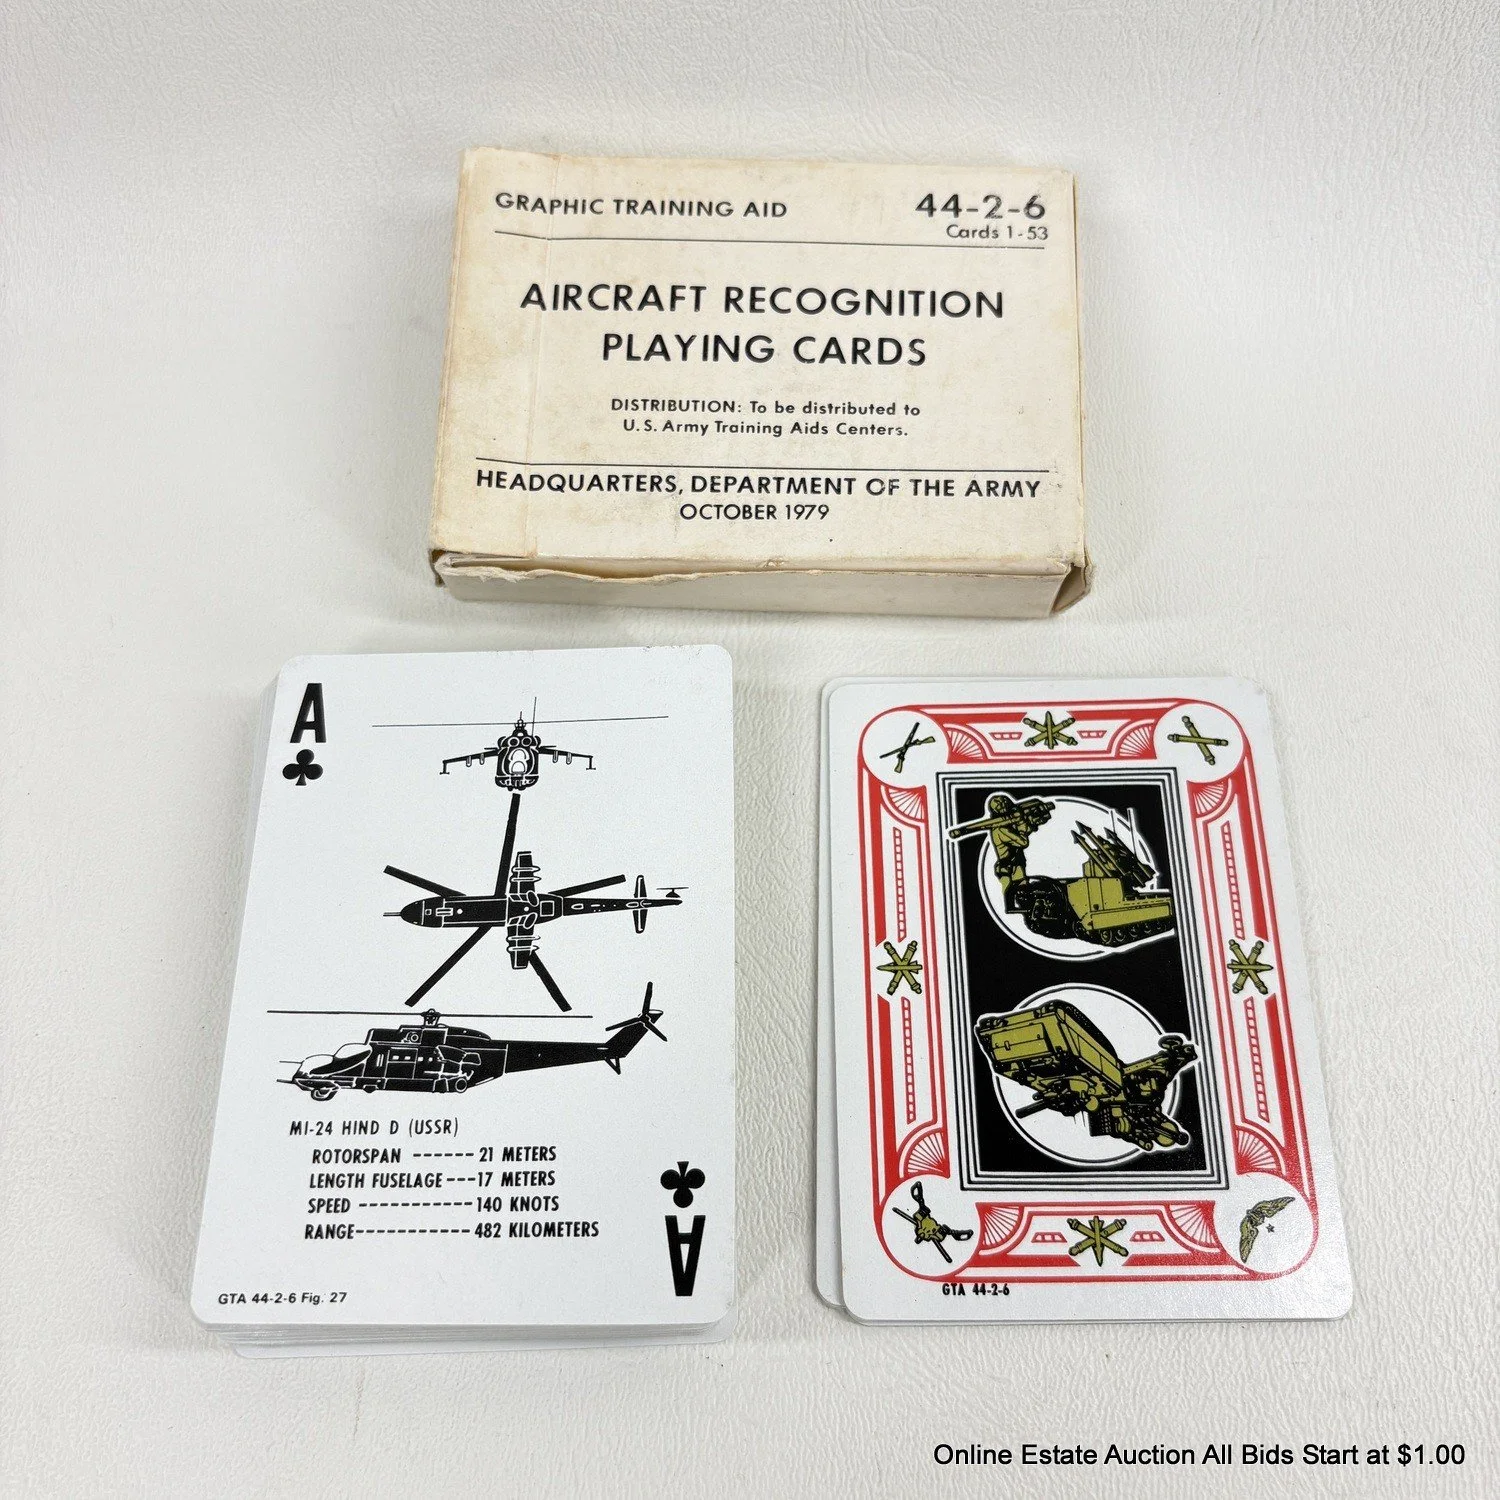 GRAPHIC TRAINING AID
44-2-6
Cards 1-53
AIRCRAFT RECOGNITION
PLAYING CARDS
DISTRIBUTION: To be distributed to
U.S. Army Training Aids Centers.
HEADQUARTERS, DEPARTMENT OF THE ARMY
OCTOBER 1979
A
MI-24 HIND D (USSR)
ROTORSPAN ------ 21 METERS
LENGTH FUSELAGE ---17 METERS
SPEED -----------140 KNOTS
RANGE----------- 482 KILOMETERS
A
GTA 44-2-6 Fig. 27
GTA 44-2-6
Online Estate Auction All Bids Start at $1.00